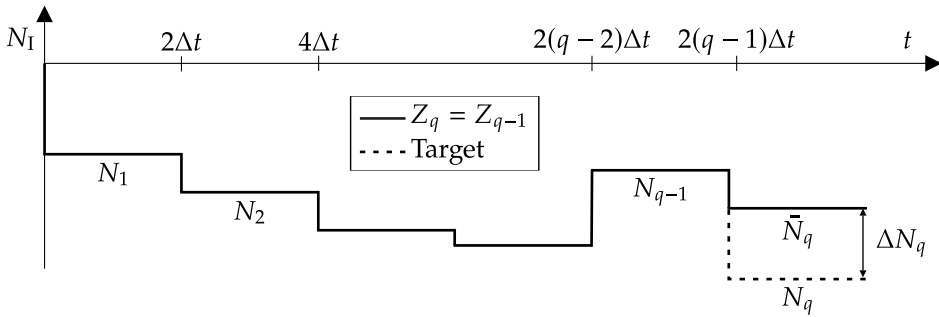 N_I
2Δt
4Δt
2(q − 2)Δt
2(q − 1)Δt
t
Z_q = Z_{q−1}
Target
N_1
N_2
N_{q−1}
N̄_q
ΔN_q
N_q